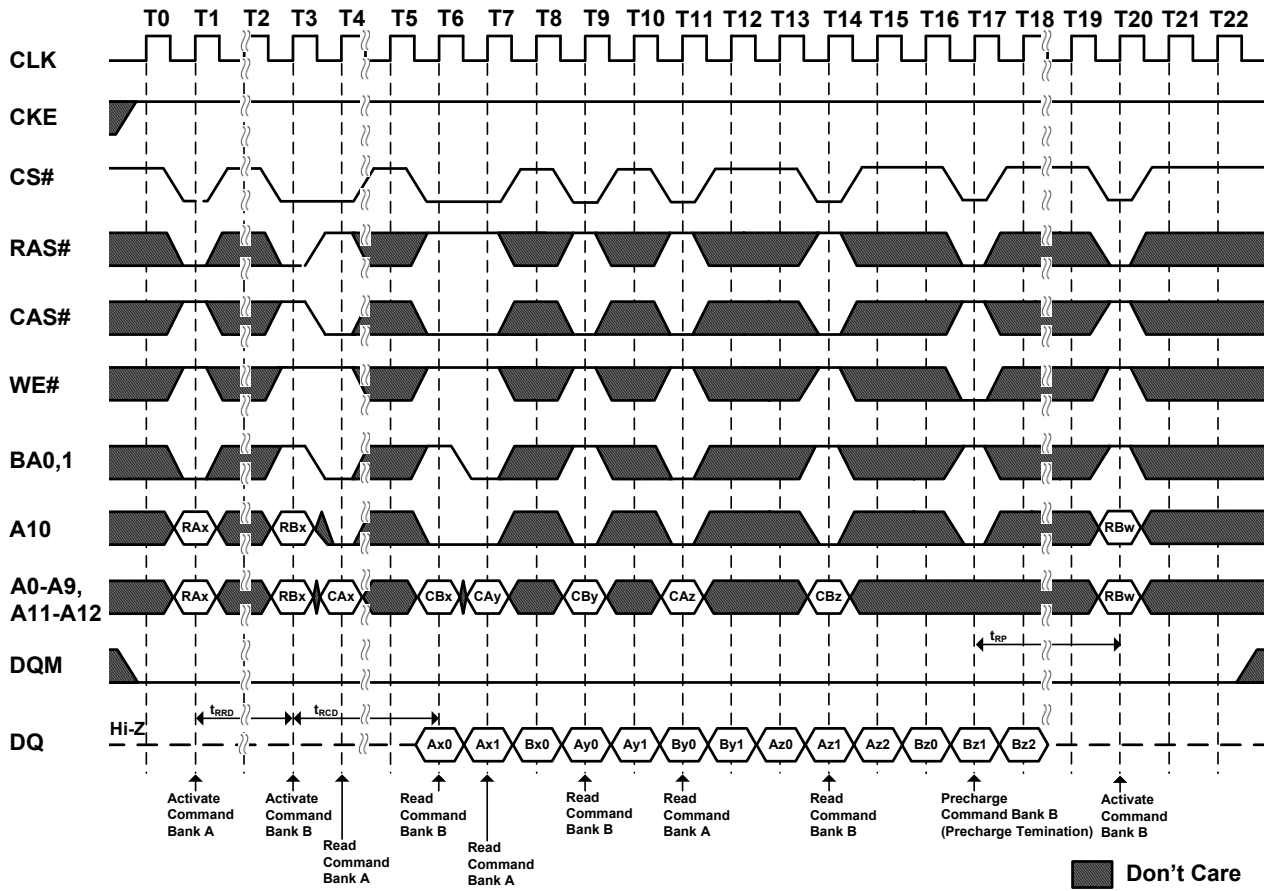 T0 T1 T2 T3 T4 T5 T6 T7 T8 T9 T10 T11 T12 T13 T14 T15 T16 T17 T18 T19 T20 T21 T22
CLK
CKE
CS#
RAS#
CAS#
WE#
BA0,1
A10
RAx RBx RBw
A0-A9,
A11-A12
RAx RBx CAx CBx CAy CBy CAz CBz RBw
tRP
DQM
tRRD tRCD
Hi-Z
DQ
Ax0 Ax1 Bx0 Ay0 Ay1 By0 By1 Az0 Az1 Az2 Bz0 Bz1 Bz2
Activate
Command
Bank A
Activate
Command
Bank B
Read
Command
Bank A
Read
Command
Bank B
Read
Command
Bank A
Read
Command
Bank B
Read
Command
Bank A
Read
Command
Bank B
Precharge
Command Bank B
(Precharge Temination)
Activate
Command
Bank B
Don't Care